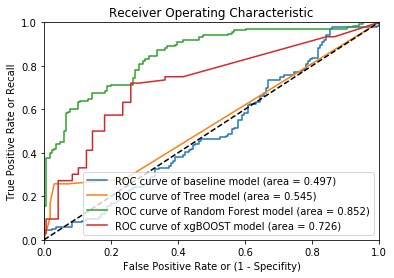 Receiver Operating Characteristic
1.0
0.8
0.6
0.4
0.2
0.0
True Positive Rate or Recall
ROC curve of baseline model (area = 0.497)
ROC curve of Tree model (area = 0.545)
ROC curve of Random Forest model (area = 0.852)
ROC curve of xgBOOST model (area = 0.726)
0.0 0.2 0.4 0.6 0.8 1.0
False Positive Rate or (1 - Specifity)